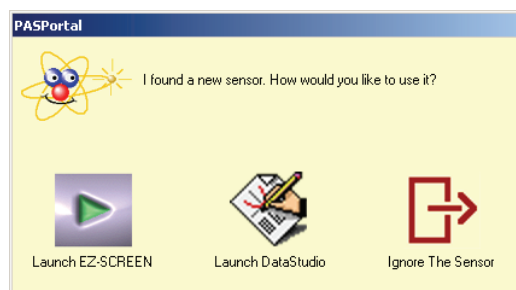 PASPortal
I found a new sensor. How would you like to use it?
Launch EZ-SCREEN Launch DataStudio Ignore The Sensor